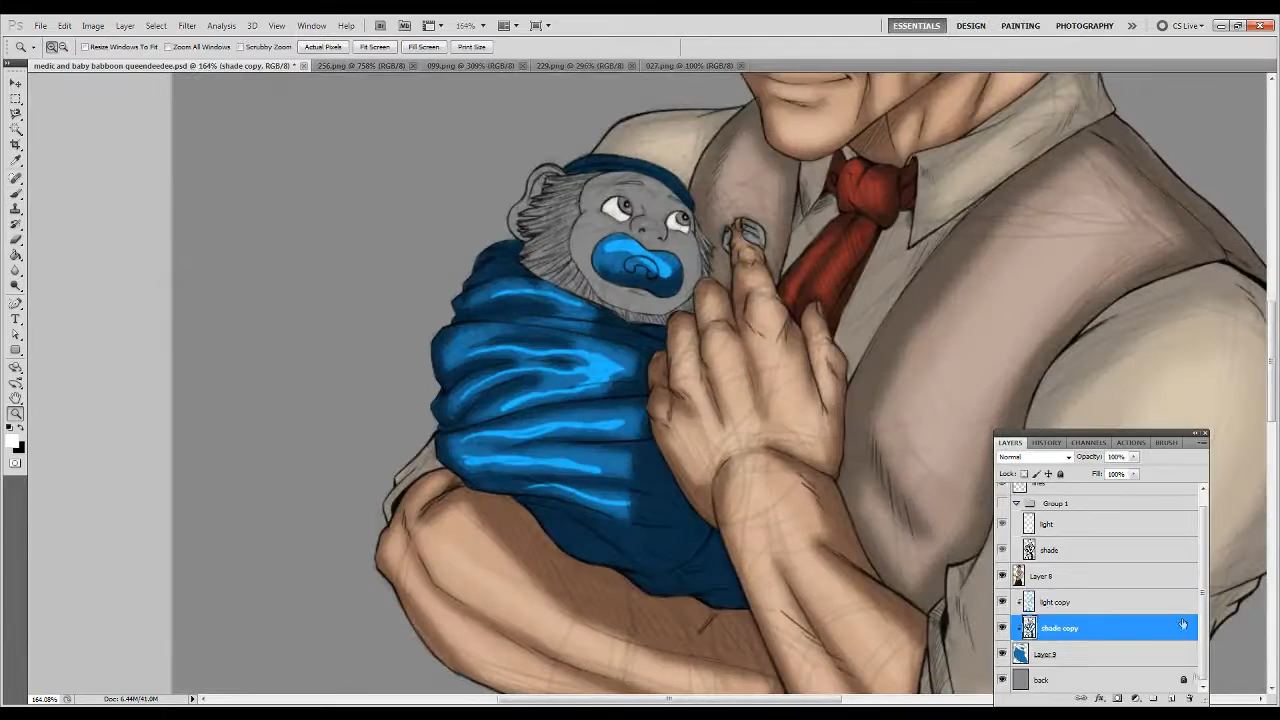 Ps File Edit Image Layer Select Filter Analysis 3D View Window Help Br Mb 164% ESSENTIALS DESIGN PAINTING PHOTOGRAPHY CS Live
Resize Windows To Fit Zoom All Windows Scrubby Zoom Actual Pixels Fit Screen Fill Screen Print Size
medic and baby babboon queendeedee.psd @ 164% (shade copy, RGB/8) * 256.png @ 758% (RGB/8) 099.png @ 309% (RGB/8) 229.png @ 296% (RGB/8) 027.png @ 100% (RGB/8)
LAYERS HISTORY CHANNELS ACTIONS BRUSH
Normal Opacity: 100%
Lock: Fill: 100%
lines
Group 1
light
shade
Layer 8
light copy
shade copy
Layer 9
back
164.08% Doc: 6.44M/41.0M